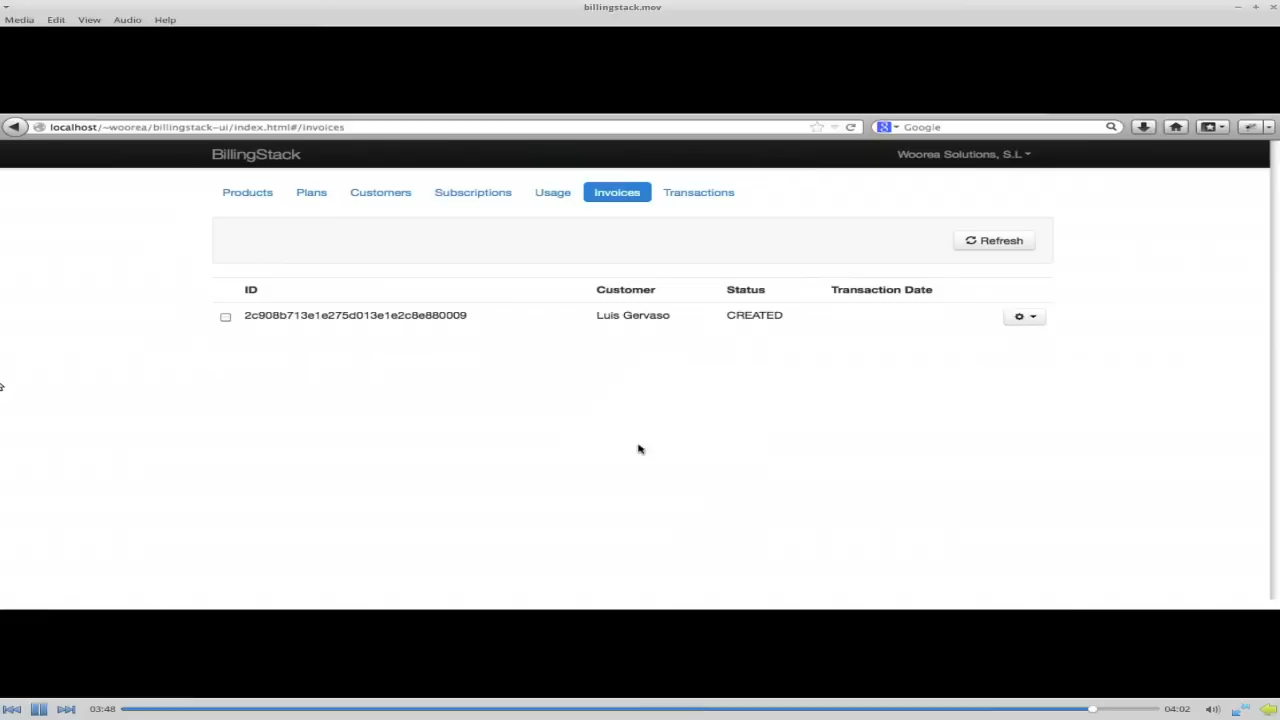 billingstack.mov
Media Edit View Audio Help
localhost/~woorea/billingstack-ui/index.html#/invoices Google
BillingStack Woorea Solutions, S.L
Products Plans Customers Subscriptions Usage Invoices Transactions
Refresh
ID Customer Status Transaction Date
2c908b713e1e275d013e1e2c8e880009 Luis Gervaso CREATED
03:48 04:02